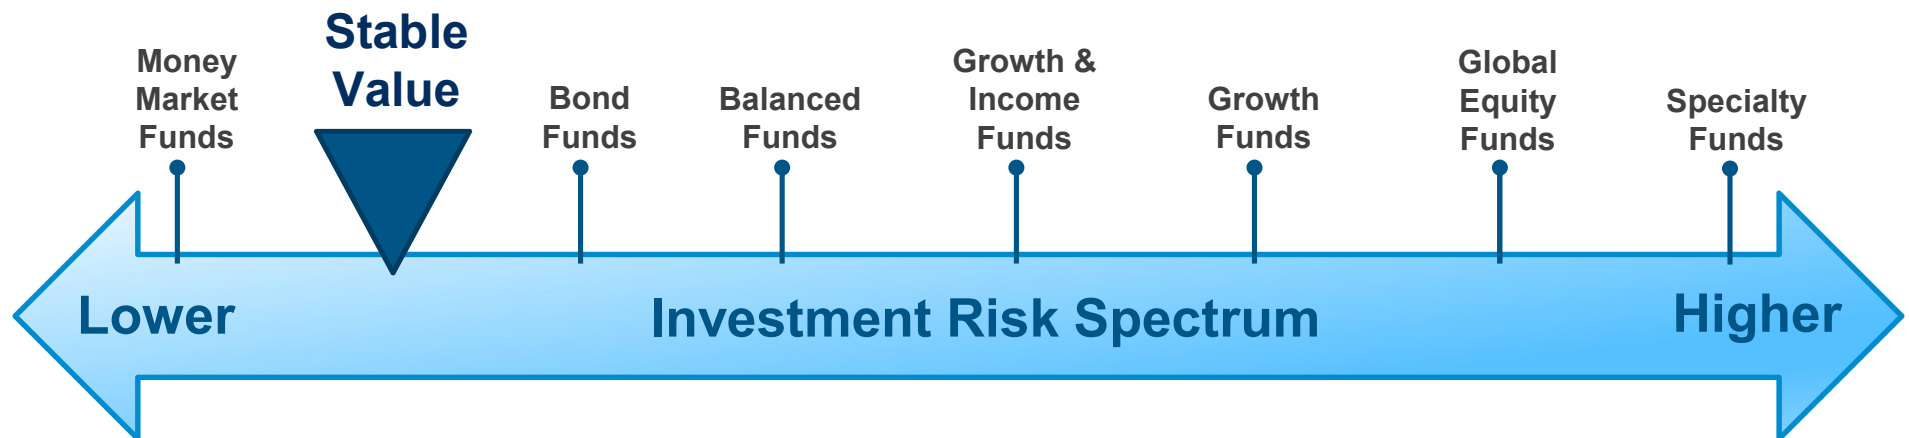 Money
Market
Funds
Stable
Value
Bond
Funds
Balanced
Funds
Growth &
Income
Funds
Growth
Funds
Global
Equity
Funds
Specialty
Funds
Lower
Investment Risk Spectrum
Higher